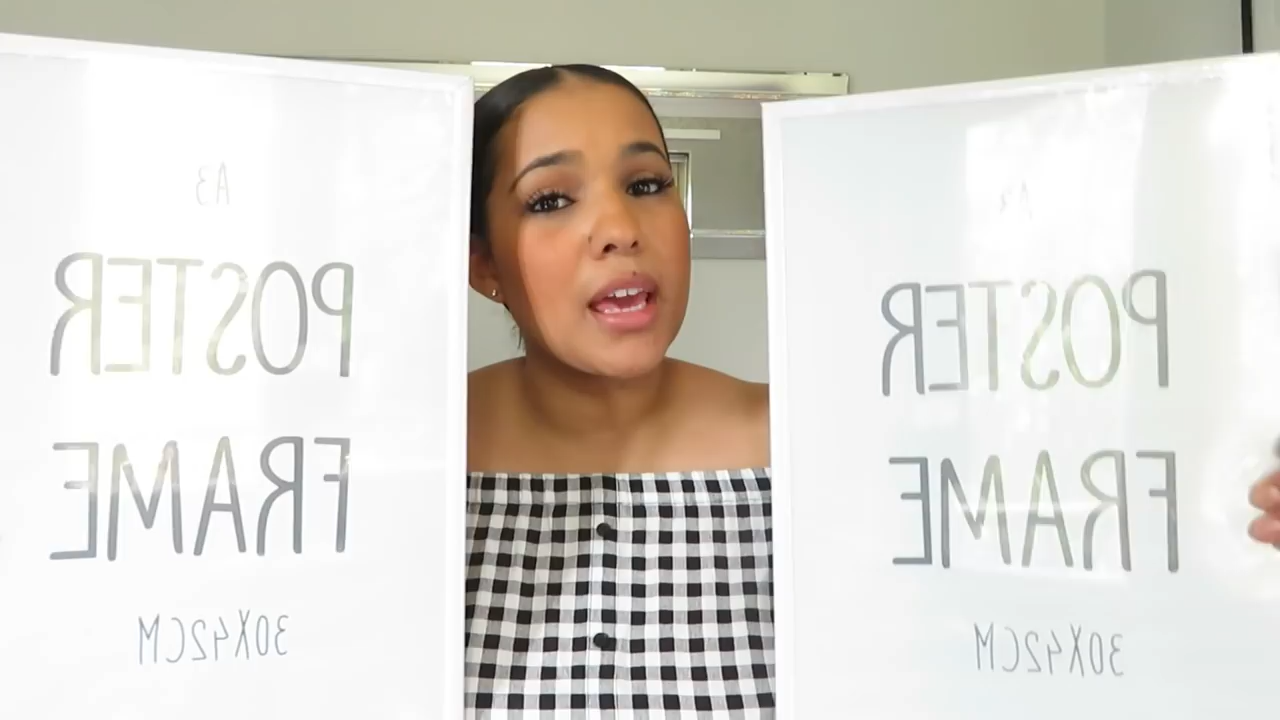 A3
POSTER
FRAME
30X42CM
A3
POSTER
FRAME
30X42CM